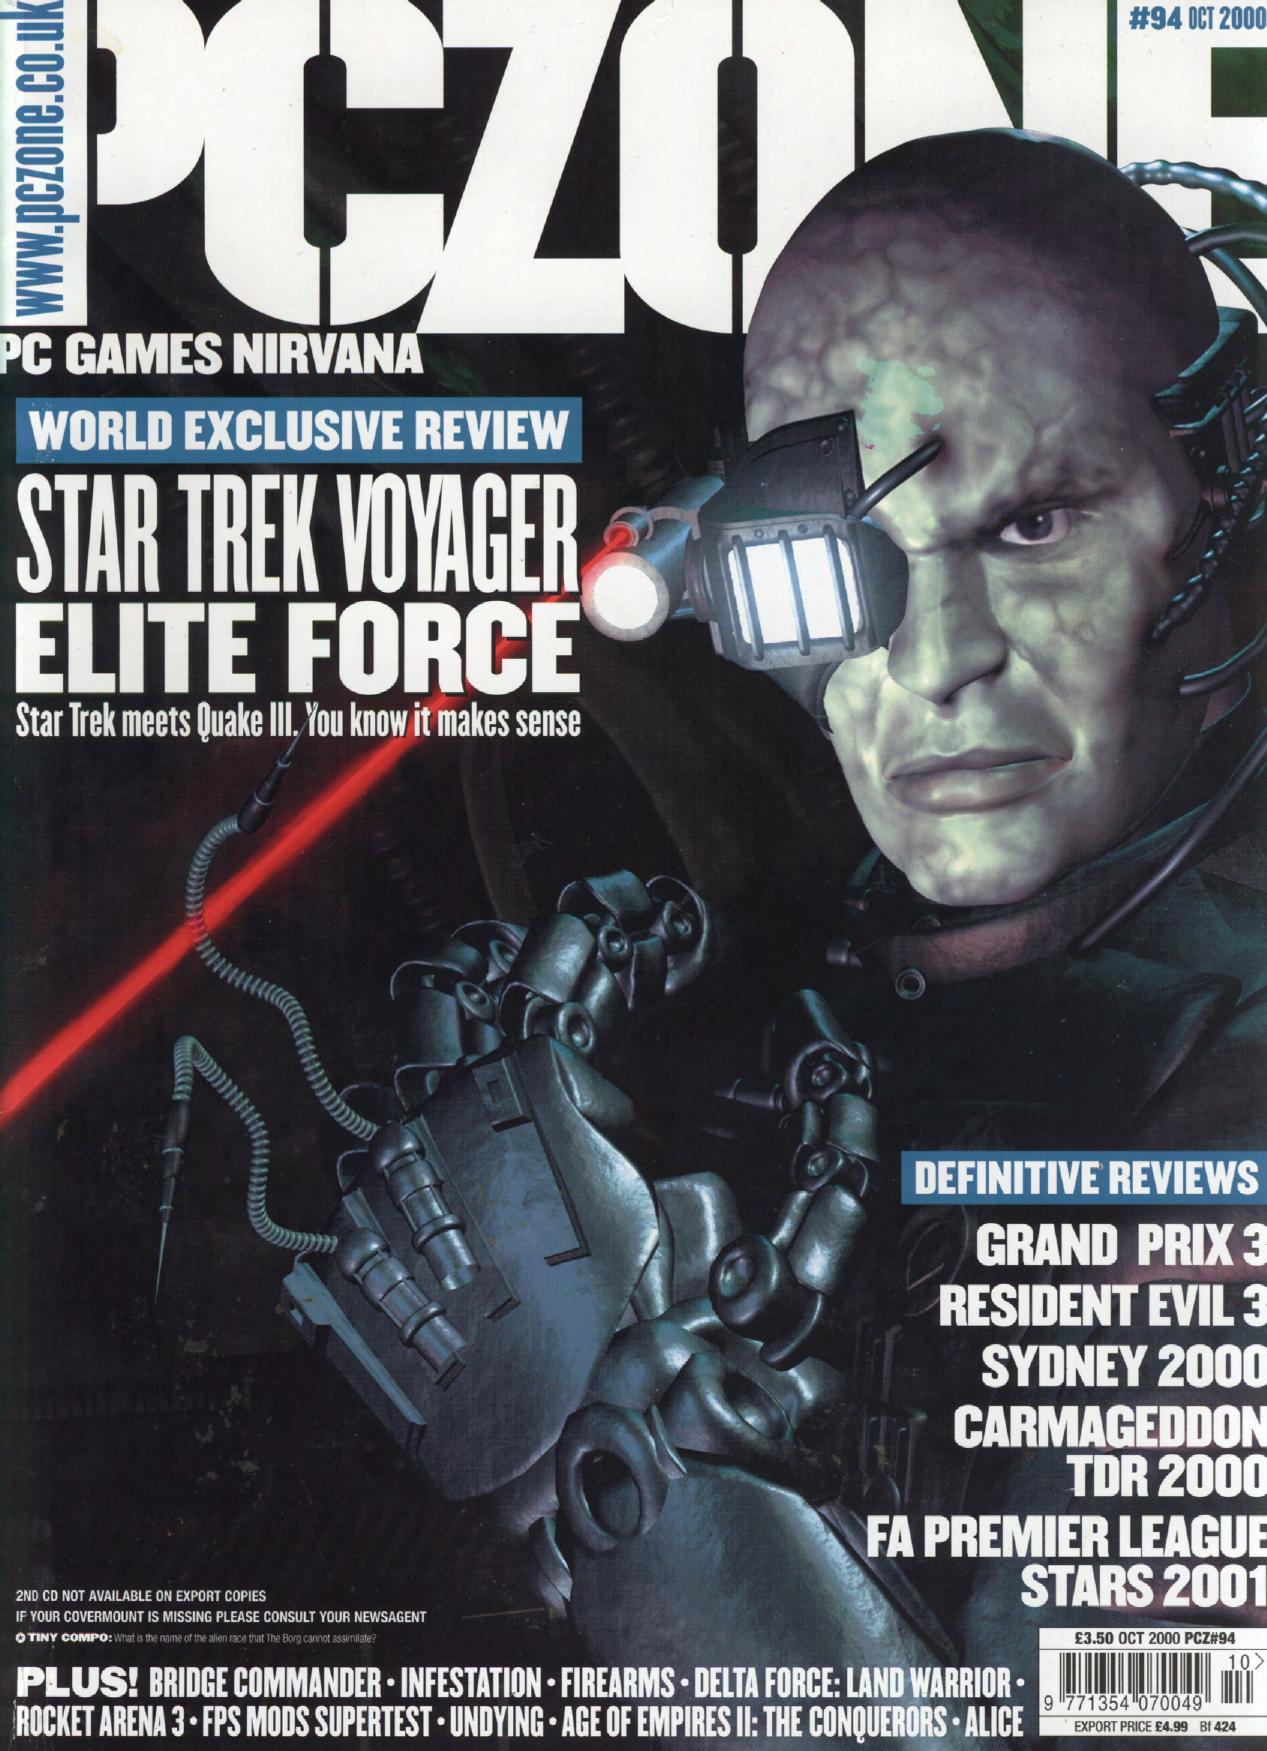 www.pczone.co.uk
PCZONE
#94 OCT 2000
PC GAMES NIRVANA
WORLD EXCLUSIVE REVIEW
STAR TREK VOYAGER
ELITE FORCE
Star Trek meets Quake III. You know it makes sense
DEFINITIVE REVIEWS
GRAND PRIX 3
RESIDENT EVIL 3
SYDNEY 2000
CARMAGEDDON
TDR 2000
FA PREMIER LEAGUE
STARS 2001
2ND CD NOT AVAILABLE ON EXPORT COPIES
IF YOUR COVERMOUNT IS MISSING PLEASE CONSULT YOUR NEWSAGENT
TINY COMPO: What is the name of the alien race that The Borg cannot assimilate?
PLUS! BRIDGE COMMANDER • INFESTATION • FIREARMS • DELTA FORCE: LAND WARRIOR •
ROCKET ARENA 3 • FPS MODS SUPERTEST • UNDYING • AGE OF EMPIRES II: THE CONQUERORS • ALICE
£3.50 OCT 2000 PCZ#94
10>
9 771354 070049
EXPORT PRICE £4.99 Bf 424